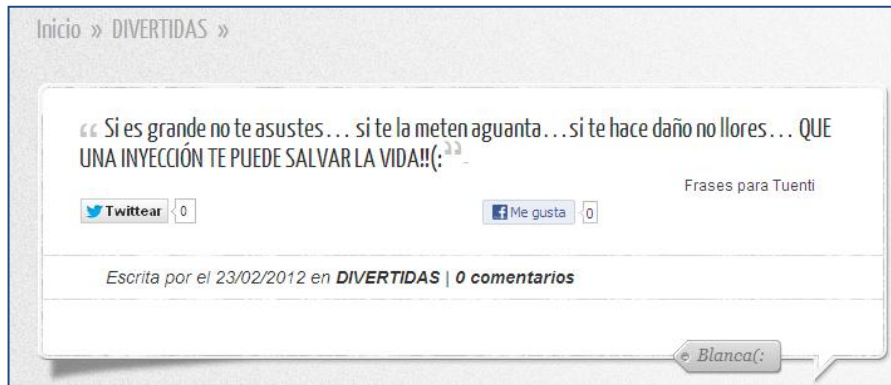 Inicio » DIVERTIDAS »
“ Si es grande no te asustes… si te la meten aguanta…si te hace daño no llores… QUE
UNA INYECCIÓN TE PUEDE SALVAR LA VIDA!!(: ” -
Frases para Tuenti
Twittear 0
Me gusta 0
Escrita por el 23/02/2012 en DIVERTIDAS | 0 comentarios
Blanca(: